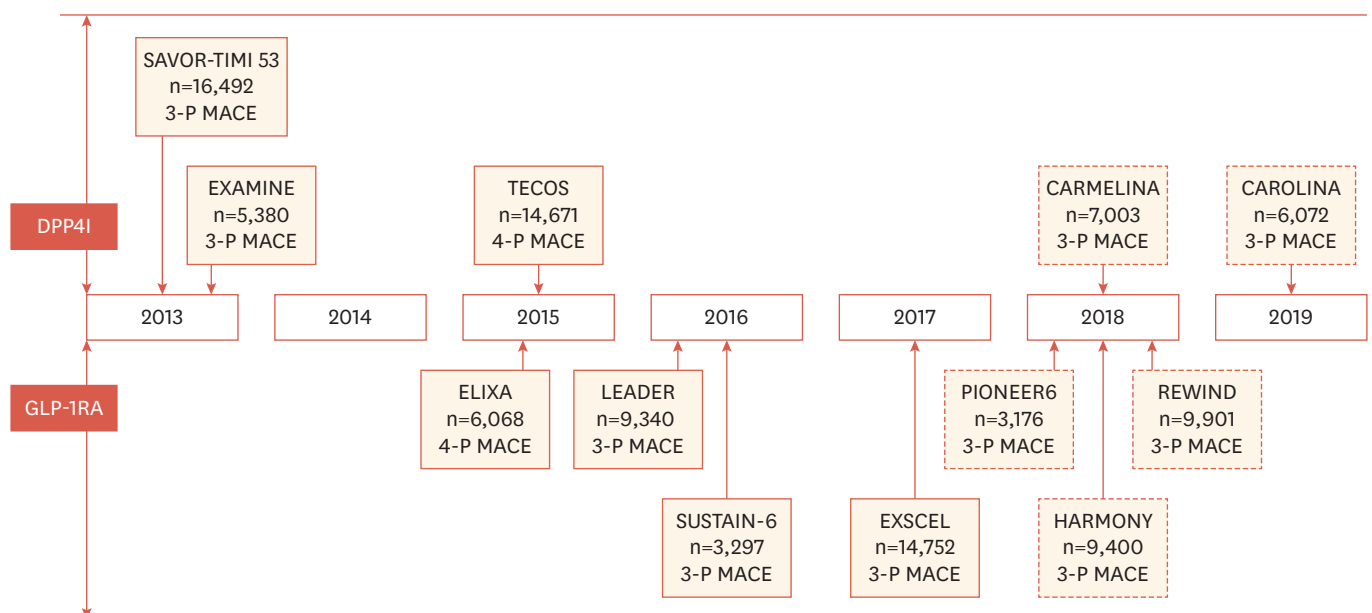 SAVOR-TIMI 53
n=16,492
3-P MACE
EXAMINE
n=5,380
3-P MACE
TECOS
n=14,671
4-P MACE
CARMELINA
n=7,003
3-P MACE
CAROLINA
n=6,072
3-P MACE
DPP4I
2013
2014
2015
2016
2017
2018
2019
GLP-1RA
ELIXA
n=6,068
4-P MACE
LEADER
n=9,340
3-P MACE
PIONEER6
n=3,176
3-P MACE
REWIND
n=9,901
3-P MACE
SUSTAIN-6
n=3,297
3-P MACE
EXSCEL
n=14,752
3-P MACE
HARMONY
n=9,400
3-P MACE